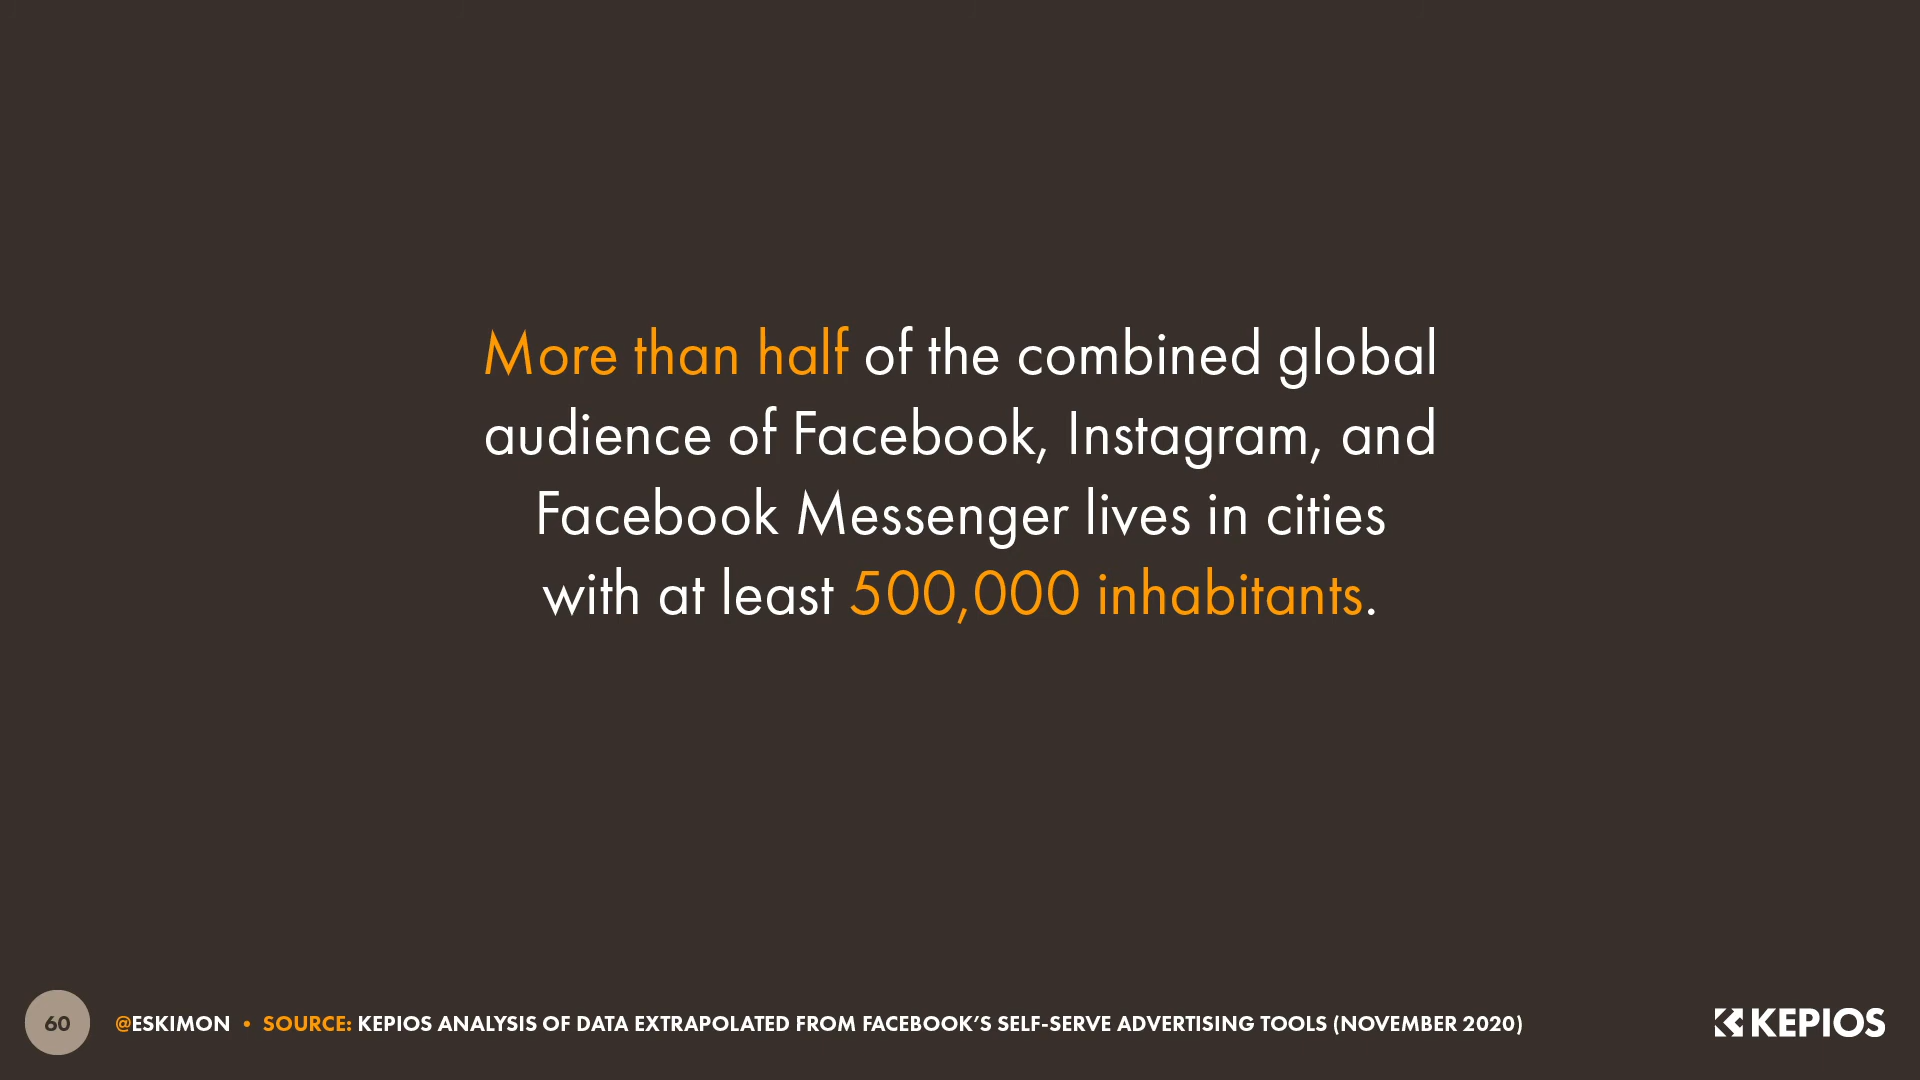 More than half of the combined global
audience of Facebook, Instagram, and
Facebook Messenger lives in cities
with at least 500,000 inhabitants.
60
@ESKIMON • SOURCE: KEPIOS ANALYSIS OF DATA EXTRAPOLATED FROM FACEBOOK’S SELF-SERVE ADVERTISING TOOLS (NOVEMBER 2020)
KEPIOS